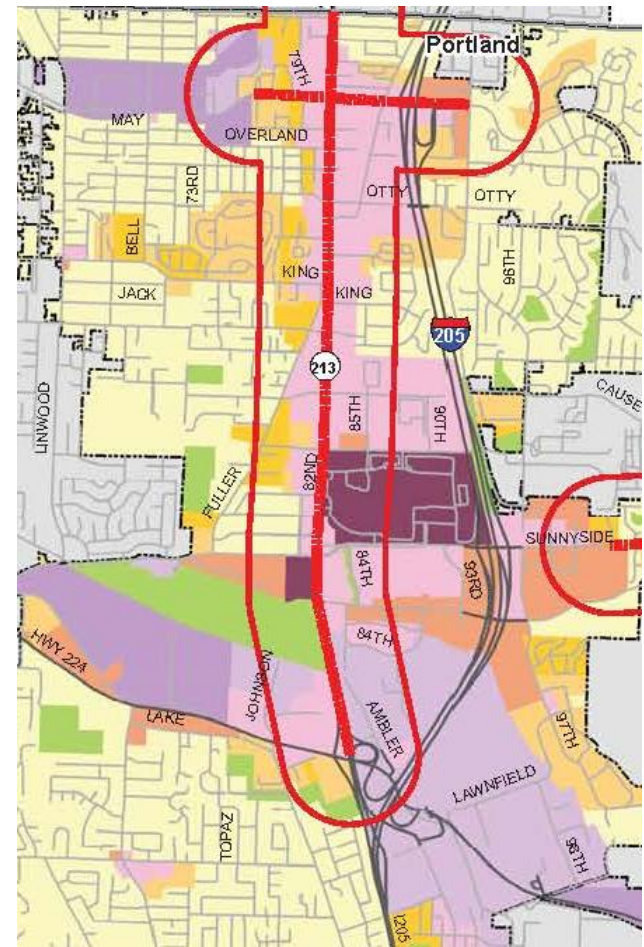 Portland
79TH
MAY
OVERLAND
73RD
OTTY
OTTY
BELL
KING
KING
96TH
JACK
205
213
LINWOOD
CAUSE
85TH
90TH
82ND
FULLER
SUNNYSIDE
84TH
93RD
84TH
HWY 224
JOHNSON
LAKE
AMBLER
97TH
LAWNFIELD
TOPAZ
98TH
I205